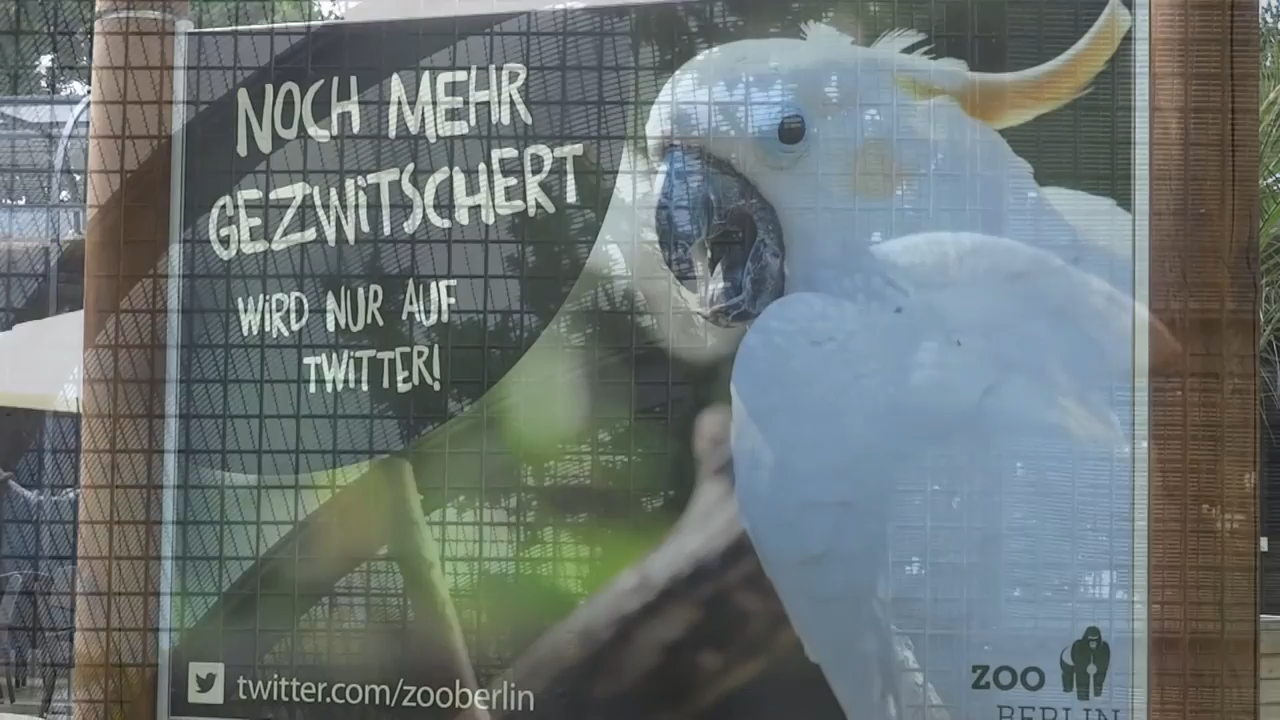 NOCH MEHR
GEZWITSCHERT
WIRD NUR AUF
TWITTER!
twitter.com/zooberlin
ZOO
BERLIN